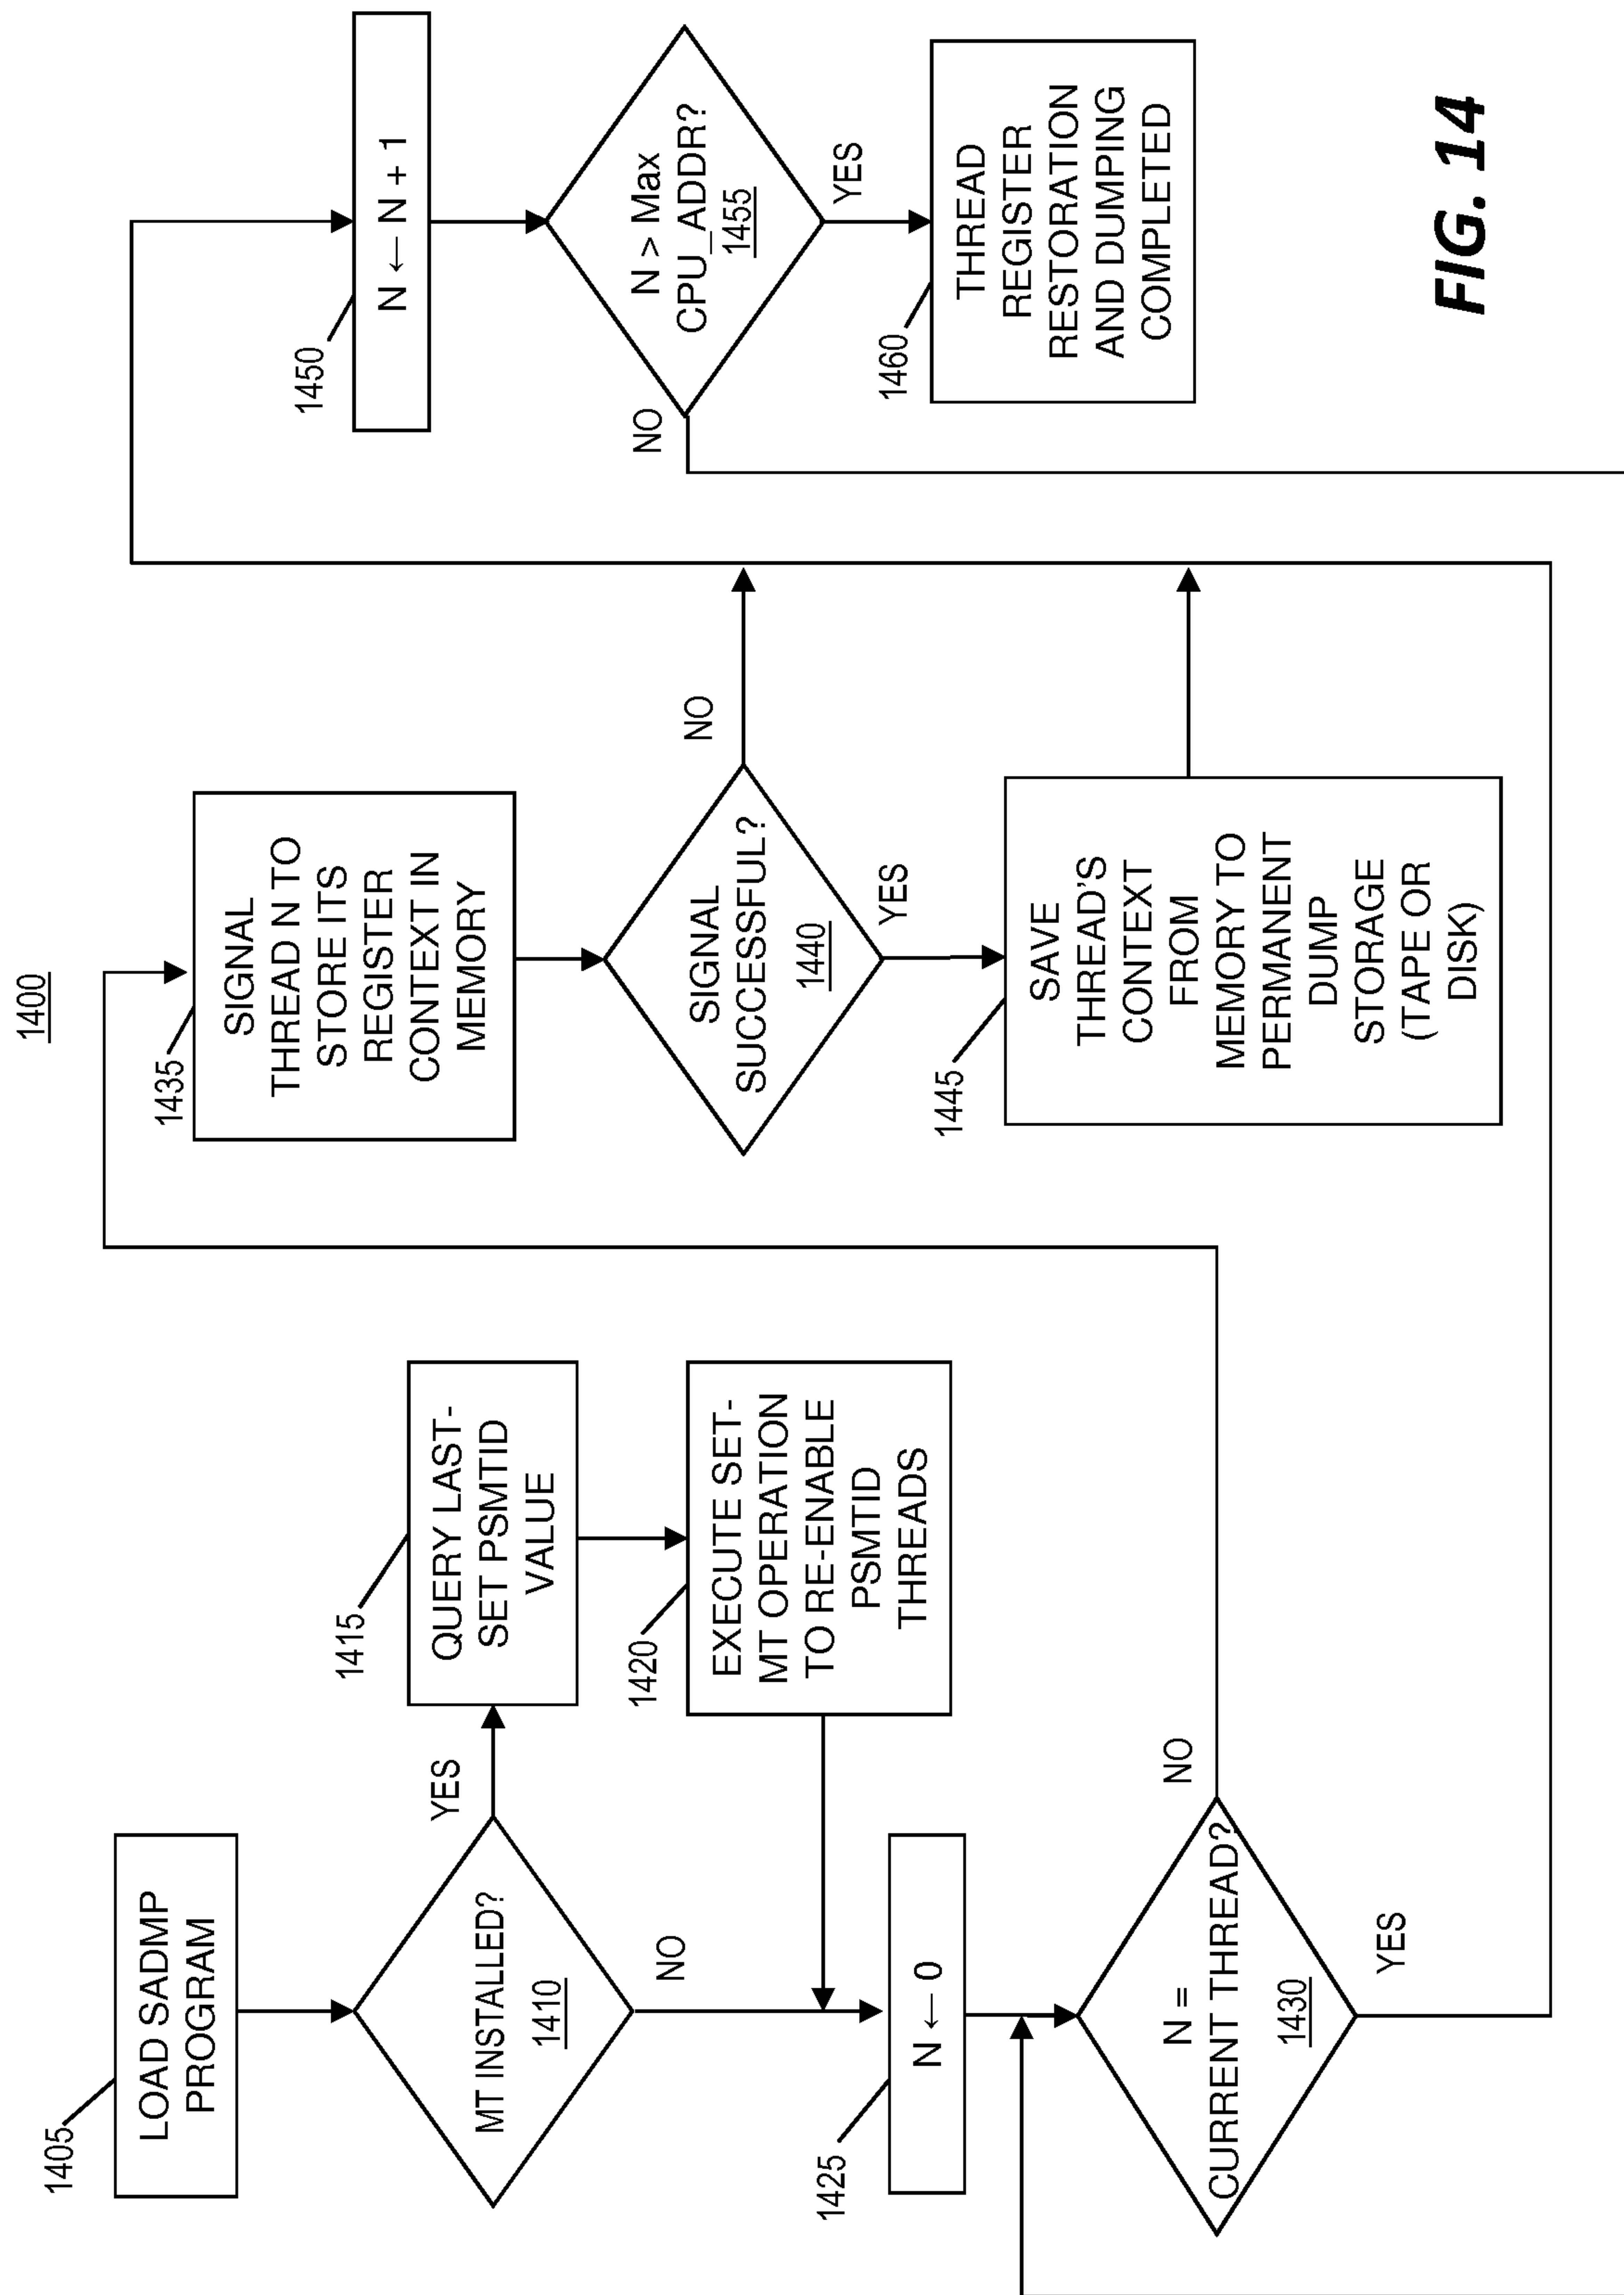 1400
1405
LOAD SADMP
PROGRAM
MT INSTALLED?
1410
YES
NO
1415
QUERY LAST-
SET PSMTID
VALUE
1420
EXECUTE SET-
MT OPERATION
TO RE-ENABLE
PSMTID
THREADS
1425
N ← 0
N =
CURRENT THREAD?
1430
NO
YES
1435
SIGNAL
THREAD N TO
STORE ITS
REGISTER
CONTEXT IN
MEMORY
SIGNAL
SUCCESSFUL?
1440
NO
YES
1445
SAVE
THREAD'S
CONTEXT
FROM
MEMORY TO
PERMANENT
DUMP
STORAGE
(TAPE OR
DISK)
1450
N ← N + 1
N > Max
CPU_ADDR?
1455
NO
YES
1460
THREAD
REGISTER
RESTORATION
AND DUMPING
COMPLETED
FIG. 14